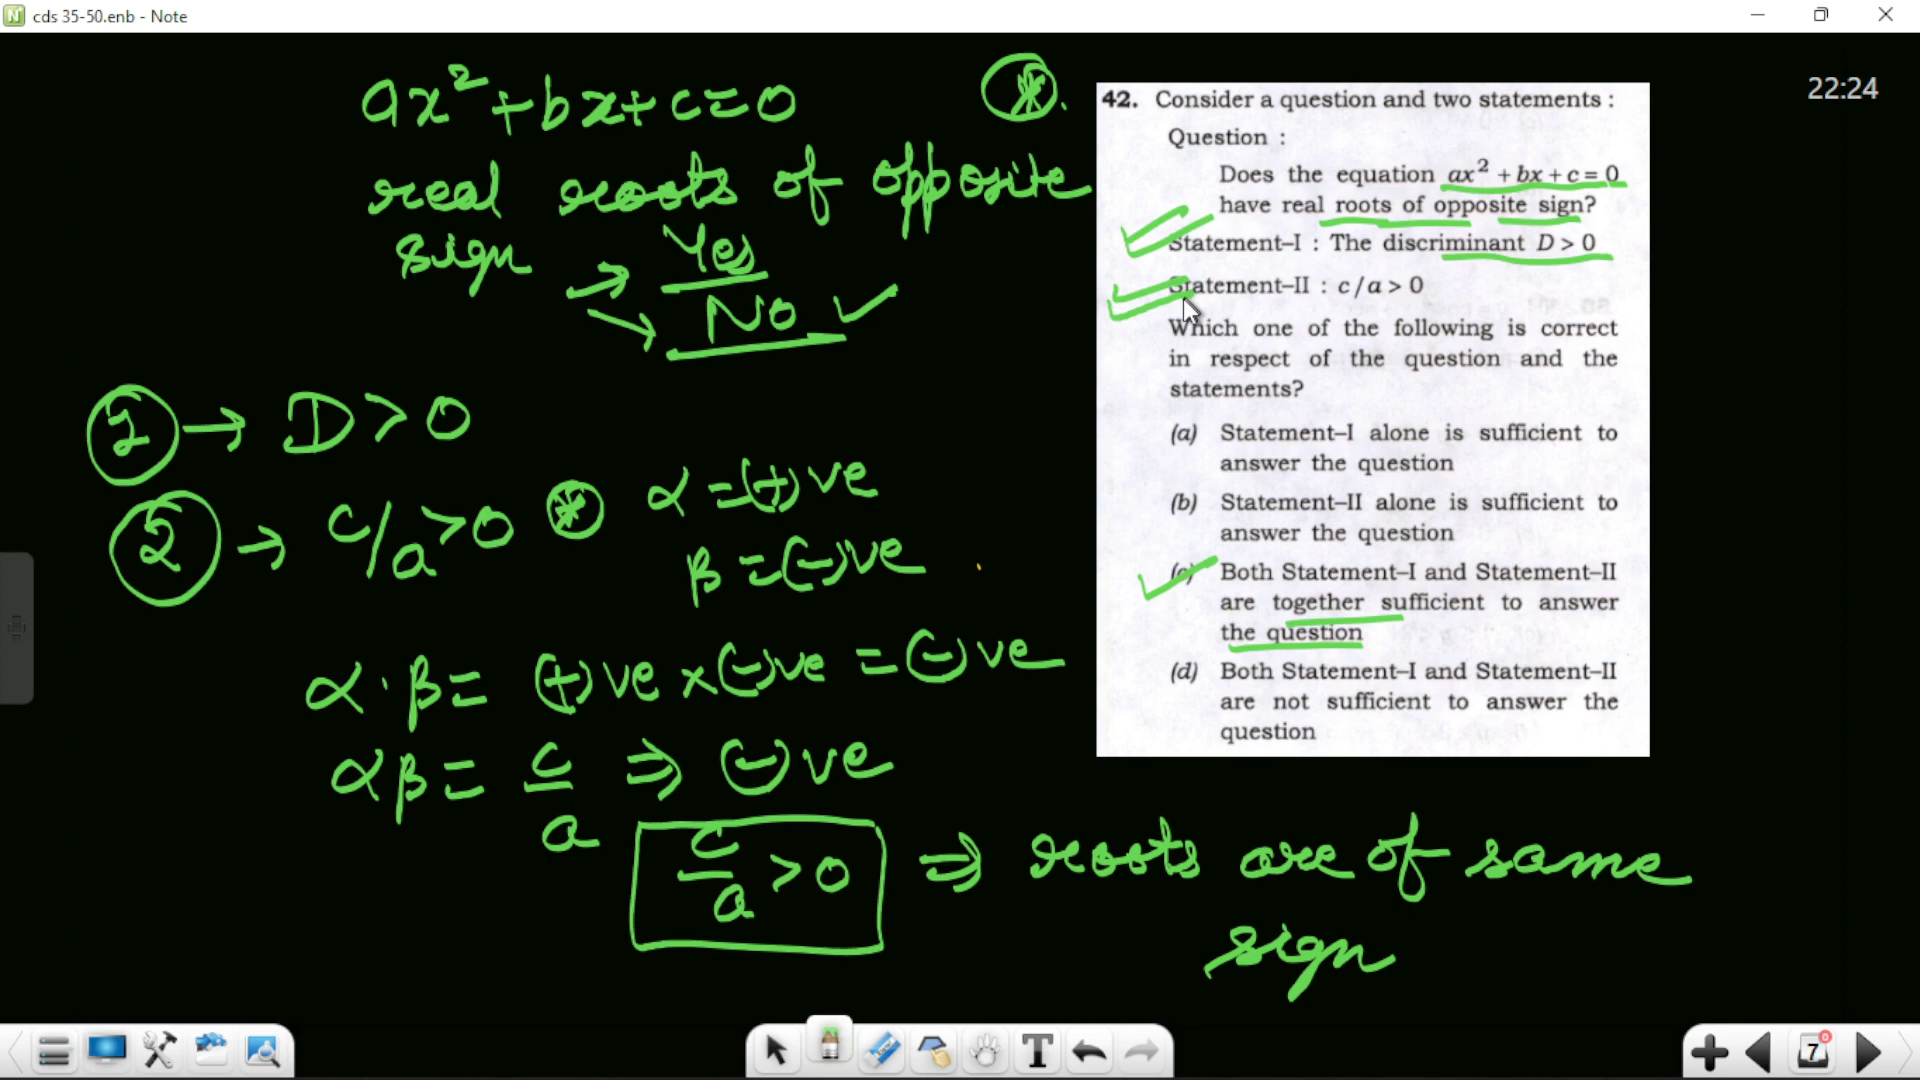 cds 35-50.enb - Note
22:24
ax² + bx + c = 0
real roots of opposite
sign → Yes
→ No ✓
1 → D > 0
2 → c/a > 0 * α = (+)ve
β = (-)ve
α · β = (+)ve × (-)ve = (-)ve
αβ = c/a ⇒ (-)ve
c/a > 0 ⇒ roots are of same
sign
42. Consider a question and two statements :
Question :
Does the equation ax² + bx + c = 0
have real roots of opposite sign?
Statement–I : The discriminant D > 0
Statement–II : c / a > 0
Which one of the following is correct
in respect of the question and the
statements?
(a) Statement–I alone is sufficient to
answer the question
(b) Statement–II alone is sufficient to
answer the question
(c) Both Statement–I and Statement–II
are together sufficient to answer
the question
(d) Both Statement–I and Statement–II
are not sufficient to answer the
question
T
7
0